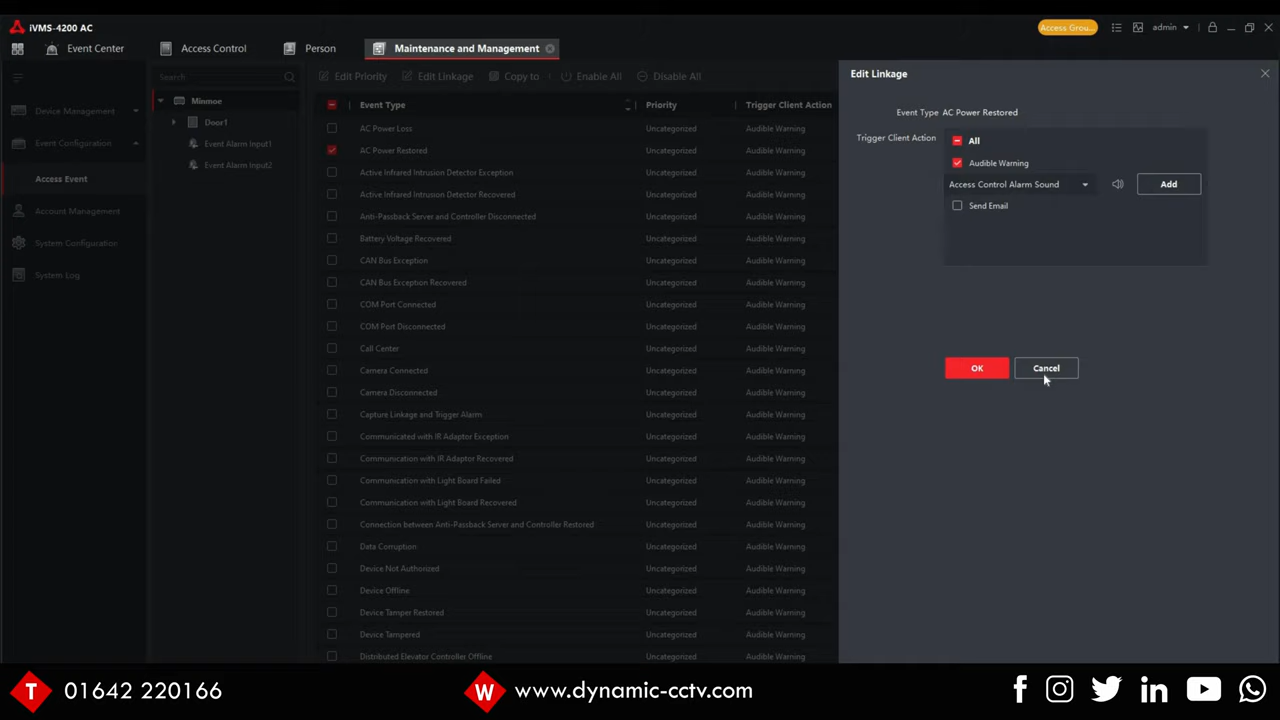 iVMS-4200 AC
Access Grou...
admin
Event Center
Access Control
Person
Maintenance and Management
Search...
Edit Priority
Edit Linkage
Copy to
Enable All
Disable All
Device Management
Event Configuration
Access Event
Account Management
System Configuration
System Log
Minmoe
Door1
Event Alarm Input1
Event Alarm Input2
Event Type Priority Trigger Client Action
AC Power Loss Uncategorized Audible Warning
AC Power Restored Uncategorized Audible Warning
Active Infrared Intrusion Detector Exception Uncategorized Audible Warning
Active Infrared Intrusion Detector Recovered Uncategorized Audible Warning
Anti-Passback Server and Controller Disconnected Uncategorized Audible Warning
Battery Voltage Recovered Uncategorized Audible Warning
CAN Bus Exception Uncategorized Audible Warning
CAN Bus Exception Recovered Uncategorized Audible Warning
COM Port Connected Uncategorized Audible Warning
COM Port Disconnected Uncategorized Audible Warning
Call Center Uncategorized Audible Warning
Camera Connected Uncategorized Audible Warning
Camera Disconnected Uncategorized Audible Warning
Capture Linkage and Trigger Alarm Uncategorized Audible Warning
Communicated with IR Adaptor Exception Uncategorized Audible Warning
Communication with IR Adaptor Recovered Uncategorized Audible Warning
Communication with Light Board Failed Uncategorized Audible Warning
Communication with Light Board Recovered Uncategorized Audible Warning
Connection between Anti-Passback Server and Controller Restored Uncategorized Audible Warning
Data Corruption Uncategorized Audible Warning
Device Not Authorized Uncategorized Audible Warning
Device Offline Uncategorized Audible Warning
Device Tamper Restored Uncategorized Audible Warning
Device Tampered Uncategorized Audible Warning
Distributed Elevator Controller Offline Uncategorized Audible Warning
Edit Linkage
Event Type AC Power Restored
Trigger Client Action
All
Audible Warning
Access Control Alarm Sound
Add
Send Email
OK
Cancel
T 01642 220166
W www.dynamic-cctv.com